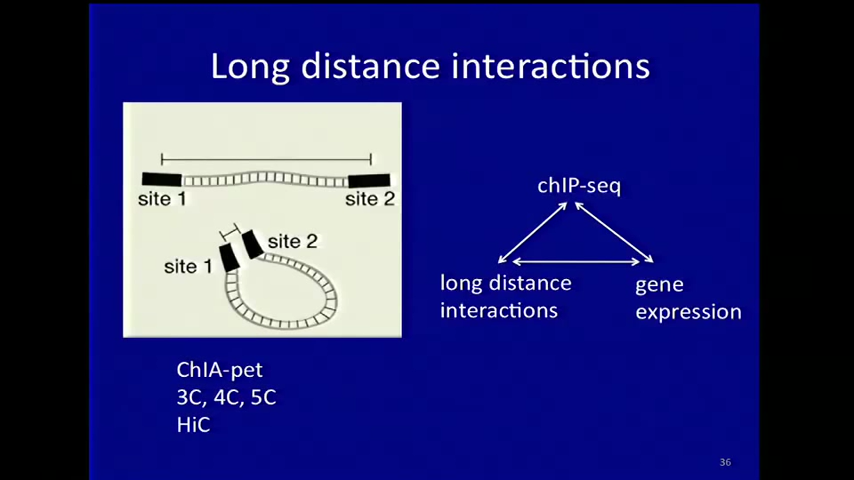 Long distance interactions
site 1
site 2
site 2
site 1
chIP-seq
long distance
interactions
gene
expression
ChIA-pet
3C, 4C, 5C
HiC
36